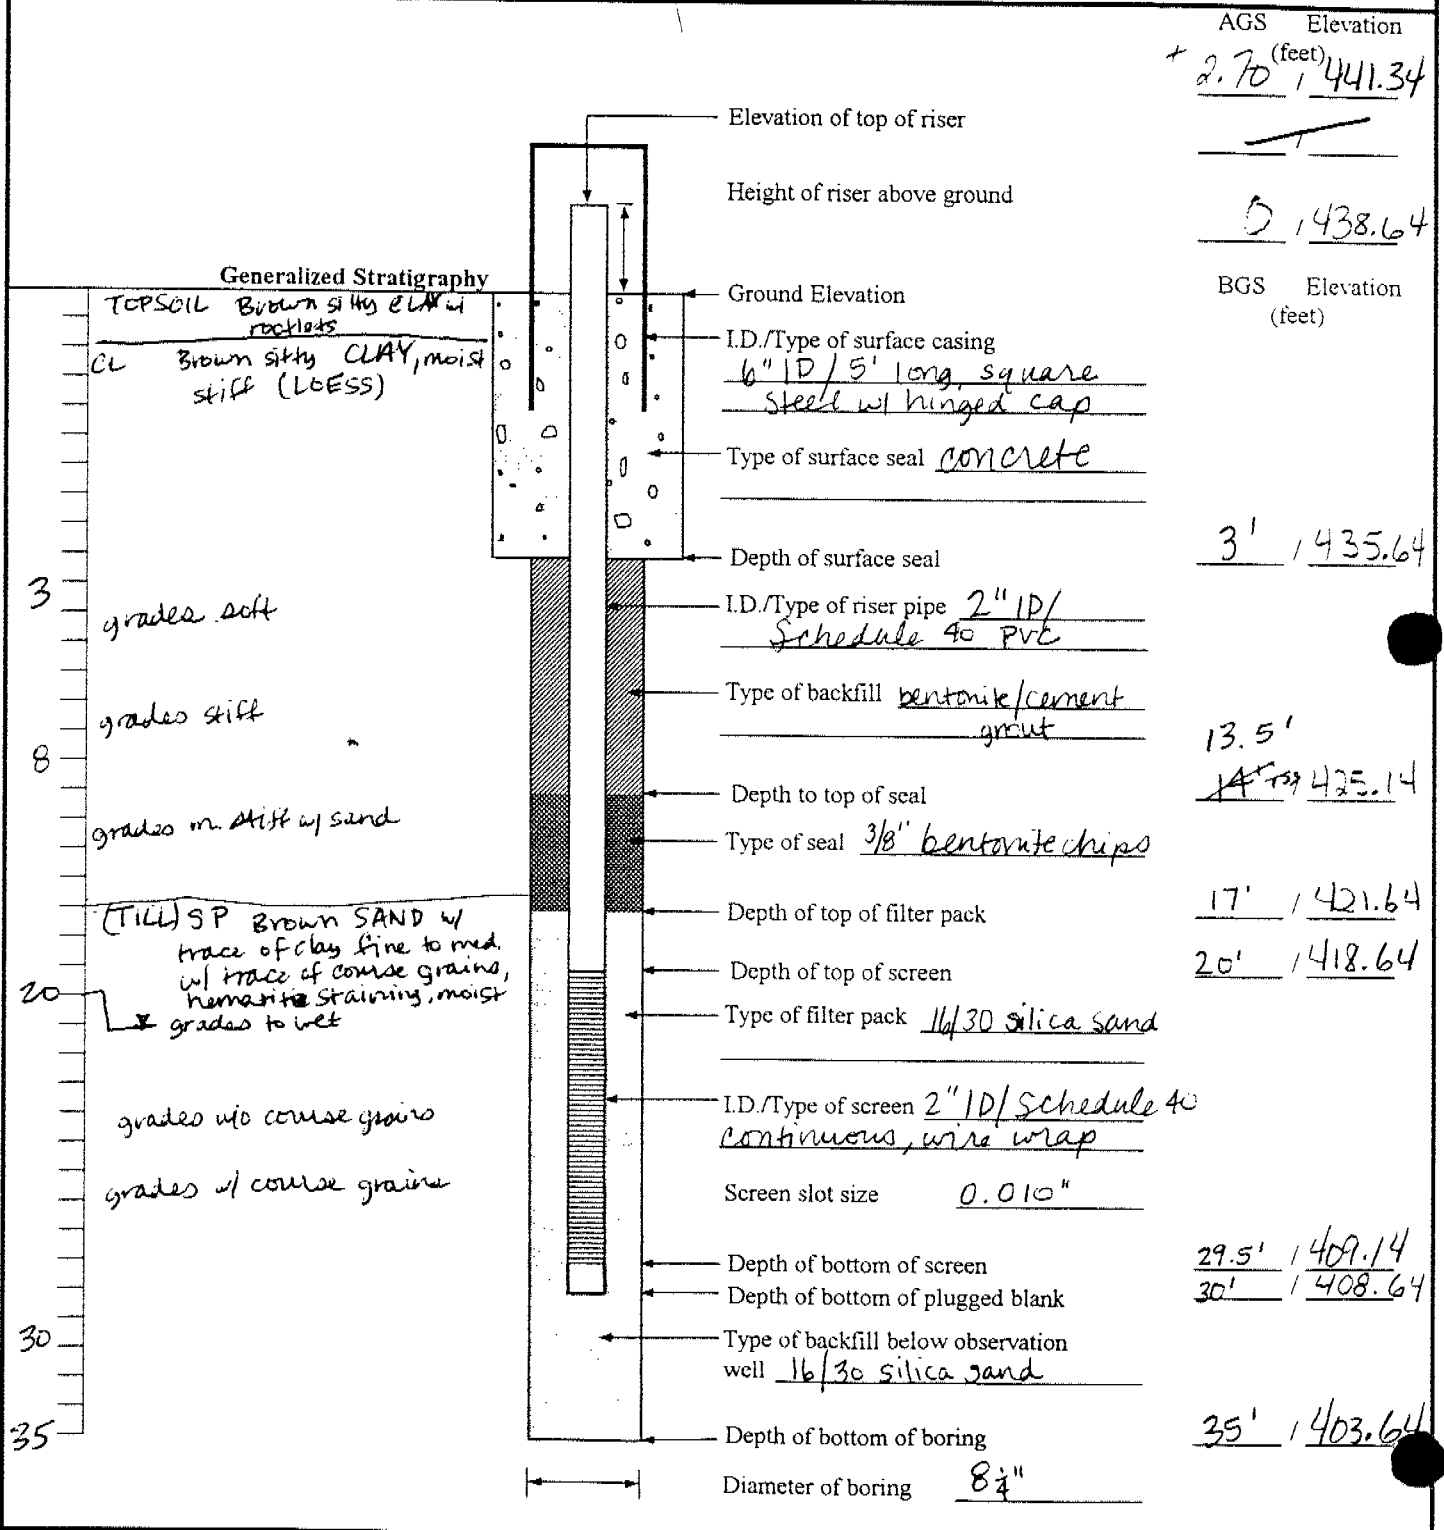 AGS Elevation
(feet)
+ 2.70 / 441.34
Elevation of top of riser
/
Height of riser above ground
0 / 438.64
Generalized Stratigraphy
Ground Elevation
BGS Elevation
(feet)
TOPSOIL Brown silty CLAY w/
rootlets
I.D./Type of surface casing
CL Brown silty CLAY, moist
stiff (LOESS)
6" ID / 5' long, square
steel w/ hinged cap
Type of surface seal concrete
Depth of surface seal
3' / 435.64
3
grades soft
I.D./Type of riser pipe 2" ID/
Schedule 40 PVC
Type of backfill bentonite/cement
grout
grades stiff
8
13.5'
Depth to top of seal
14' 425.14
grades m. stiff w/ sand
Type of seal 3/8" bentonite chips
Depth of top of filter pack
17' / 421.64
(TILL) SP Brown SAND w/
trace of clay fine to med.
w/ trace of course grains,
hematite staining, moist
Depth of top of screen
20' / 418.64
20
grades to wet
Type of filter pack 16/30 silica sand
I.D./Type of screen 2" ID/ Schedule 40
continuous, wire wrap
grades w/o course grains
grades w/ course grains
Screen slot size 0.010"
Depth of bottom of screen
29.5' / 409.14
Depth of bottom of plugged blank
30' / 408.64
30
Type of backfill below observation
well 16/30 silica sand
35
Depth of bottom of boring
35' / 403.64
Diameter of boring 8¼"